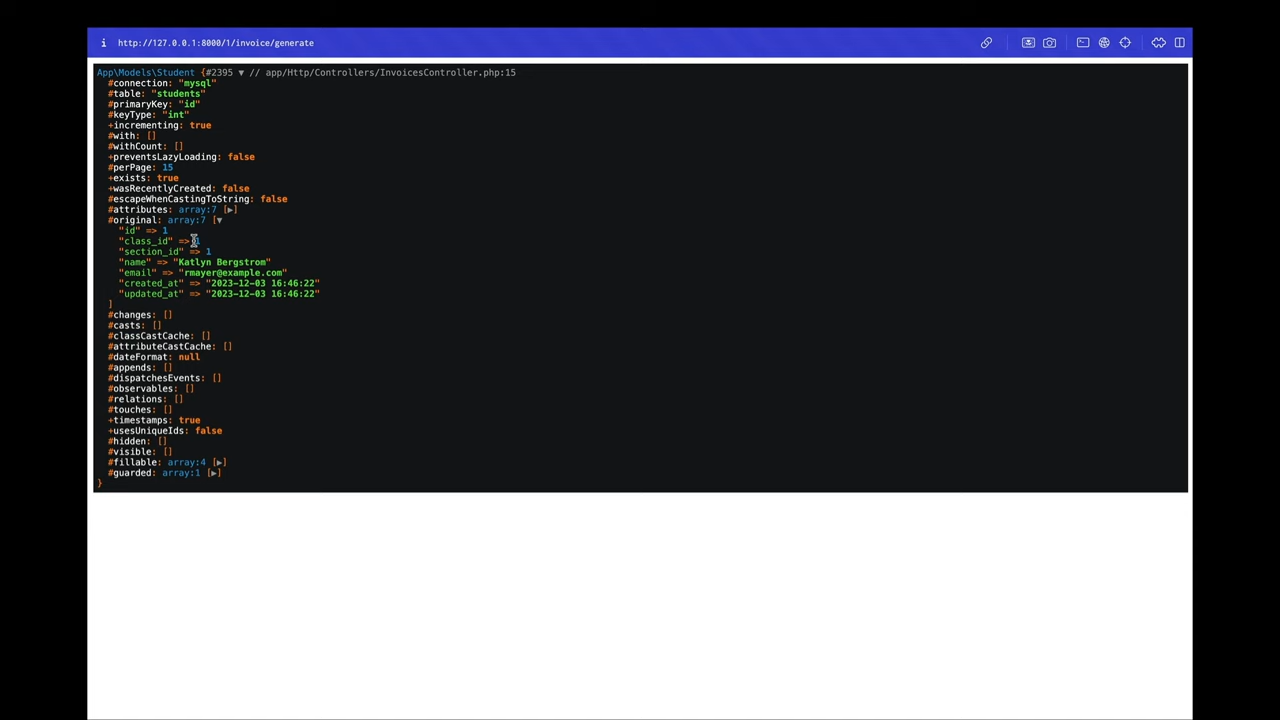 http://127.0.0.1:8000/1/invoice/generate
App\Models\Student {#2395 ▼ // app/Http/Controllers/InvoicesController.php:15
#connection: "mysql"
#table: "students"
#primaryKey: "id"
#keyType: "int"
+incrementing: true
#with: []
#withCount: []
+preventsLazyLoading: false
#perPage: 15
+exists: true
+wasRecentlyCreated: false
#escapeWhenCastingToString: false
#attributes: array:7 [▶]
#original: array:7 [▼
"id" => 1
"class_id" => 1
"section_id" => 1
"name" => "Katlyn Bergstrom"
"email" => "rmayer@example.com"
"created_at" => "2023-12-03 16:46:22"
"updated_at" => "2023-12-03 16:46:22"
]
#changes: []
#casts: []
#classCastCache: []
#attributeCastCache: []
#dateFormat: null
#appends: []
#dispatchesEvents: []
#observables: []
#relations: []
#touches: []
+timestamps: true
+usesUniqueIds: false
#hidden: []
#visible: []
#fillable: array:4 [▶]
#guarded: array:1 [▶]
}